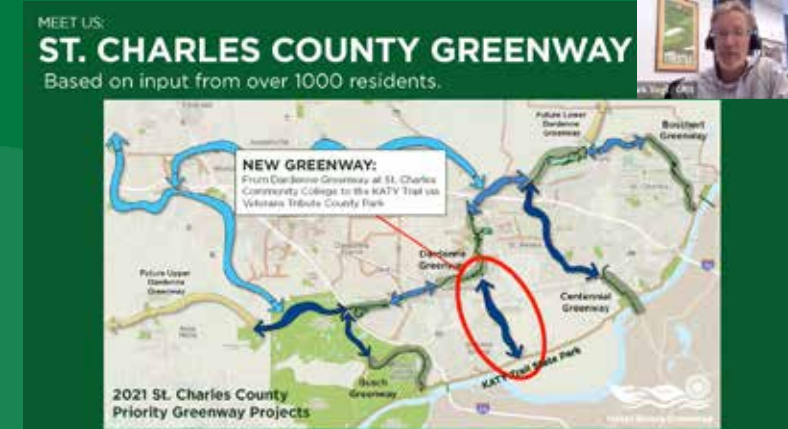 MEET US:
ST. CHARLES COUNTY GREENWAY
Based on input from over 1000 residents.
NEW GREENWAY:
From Dardenne Greenway at St. Charles
Community College to the KATY Trail via
Veterans Tribute County Park
Future Lower
Dardenne
Greenway
Boschert
Greenway
Dardenne
Greenway
Future Upper
Dardenne
Greenway
Centennial
Greenway
Busch
Greenway
KATY Trail State Park
2021 St. Charles County
Priority Greenway Projects